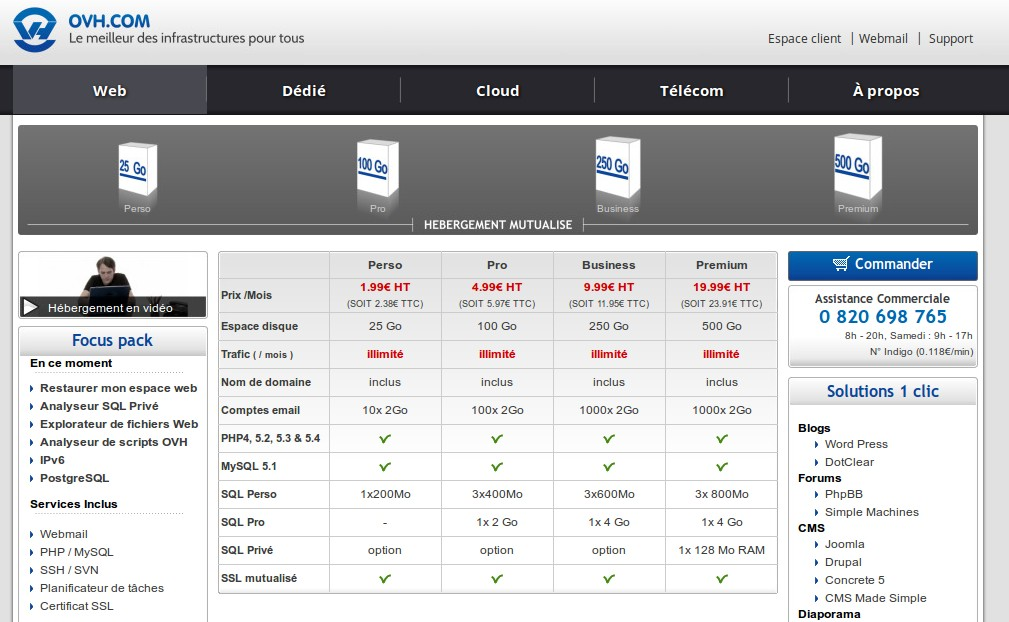 OVH.COM
Le meilleur des infrastructures pour tous
Espace client | Webmail | Support
Web Dédié Cloud Télécom À propos
25 Go 100 Go 250 Go 500 Go
Perso Pro Business Premium
HEBERGEMENT MUTUALISE
Hébergement en vidéo
Focus pack
En ce moment
Restaurer mon espace web
Analyseur SQL Privé
Explorateur de fichiers Web
Analyseur de scripts OVH
IPv6
PostgreSQL
Services Inclus
Webmail
PHP / MySQL
SSH / SVN
Planificateur de tâches
Certificat SSL
Perso Pro Business Premium
Prix /Mois 1.99€ HT 4.99€ HT 9.99€ HT 19.99€ HT
(SOIT 2.38€ TTC) (SOIT 5.97€ TTC) (SOIT 11.95€ TTC) (SOIT 23.91€ TTC)
Espace disque 25 Go 100 Go 250 Go 500 Go
Trafic ( / mois ) illimité illimité illimité illimité
Nom de domaine inclus inclus inclus inclus
Comptes email 10x 2Go 100x 2Go 1000x 2Go 1000x 2Go
PHP4, 5.2, 5.3 & 5.4
MySQL 5.1
SQL Perso 1x200Mo 3x400Mo 3x600Mo 3x 800Mo
SQL Pro - 1x 2 Go 1x 4 Go 1x 4 Go
SQL Privé option option option 1x 128 Mo RAM
SSL mutualisé
Commander
Assistance Commerciale
0 820 698 765
8h - 20h, Samedi : 9h - 17h
N° Indigo (0.118€/min)
Solutions 1 clic
Blogs
Word Press
DotClear
Forums
PhpBB
Simple Machines
CMS
Joomla
Drupal
Concrete 5
CMS Made Simple
Diaporama